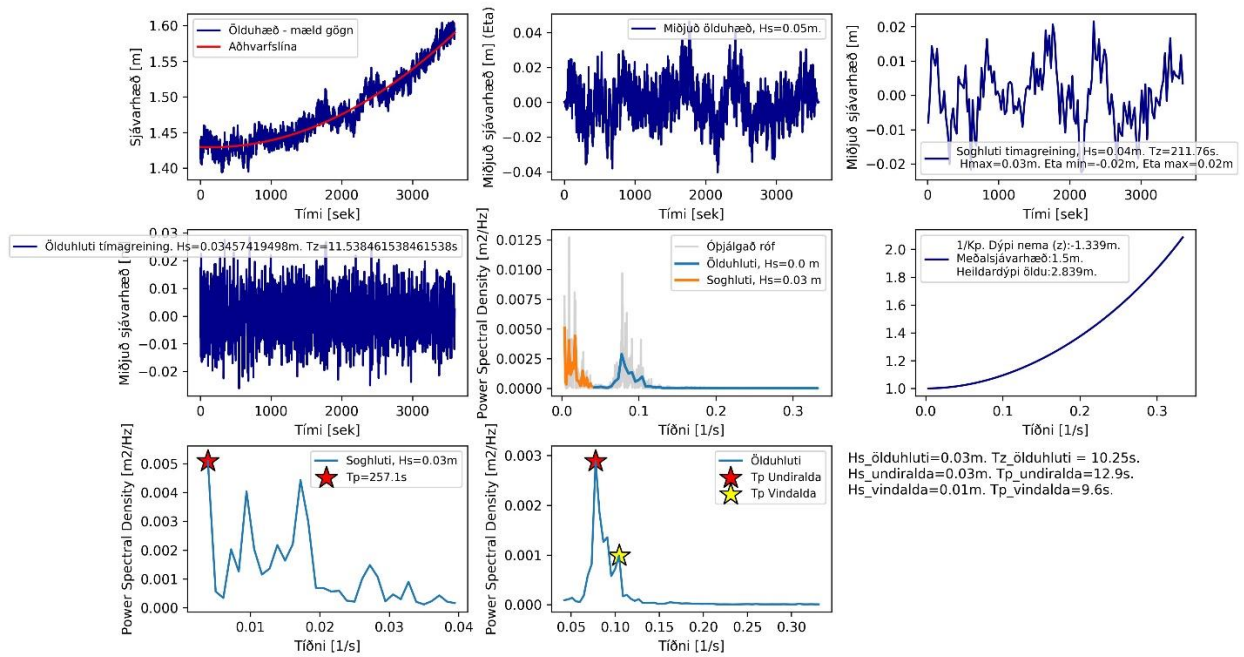 Sjávarhæð [m]
1.60
1.55
1.50
1.45
1.40
Ölduhæð - mæld gögn
Aðhvarfslína
0 1000 2000 3000
Tími [sek]
Miðjuð sjávarhæð [m] (Eta)
0.04
0.02
0.00
−0.02
−0.04
Miðjuð ölduhæð, Hs=0.05m.
0 1000 2000 3000
Tími [sek]
Miðjuð sjávarhæð [m]
0.02
0.01
0.00
−0.01
−0.02
Soghluti tímagreining, Hs=0.04m. Tz=211.76s.
Hmax=0.03m. Eta min=-0.02m, Eta max=0.02m
0 1000 2000 3000
Tími [sek]
Miðjuð sjávarhæð [m]
0.03
0.02
0.01
0.00
−0.01
−0.02
Ölduhluti tímagreining. Hs=0.03457419498m. Tz=11.538461538461538s
0 1000 2000 3000
Tími [sek]
Power Spectral Density [m2/Hz]
0.0125
0.0100
0.0075
0.0050
0.0025
0.0000
Óþjálgað róf
Ölduhluti, Hs=0.0 m
Soghluti, Hs=0.03 m
0.0 0.1 0.2 0.3
Tíðni [1/s]
2.0
1.8
1.6
1.4
1.2
1.0
1/Kp. Dýpi nema (z):-1.339m.
Meðalsjávarhæð:1.5m.
Heildardýpi öldu:2.839m.
0.0 0.1 0.2 0.3
Tíðni [1/s]
Power Spectral Density [m2/Hz]
0.005
0.004
0.003
0.002
0.001
0.000
Soghluti, Hs=0.03m
Tp=257.1s
0.01 0.02 0.03 0.04
Tíðni [1/s]
Power Spectral Density [m2/Hz]
0.003
0.002
0.001
0.000
Ölduhluti
Tp Undiralda
Tp Vindalda
0.05 0.10 0.15 0.20 0.25 0.30
Tíðni [1/s]
Hs_ölduhluti=0.03m. Tz_ölduhluti = 10.25s.
Hs_undiralda=0.03m. Tp_undiralda=12.9s.
Hs_vindalda=0.01m. Tp_vindalda=9.6s.